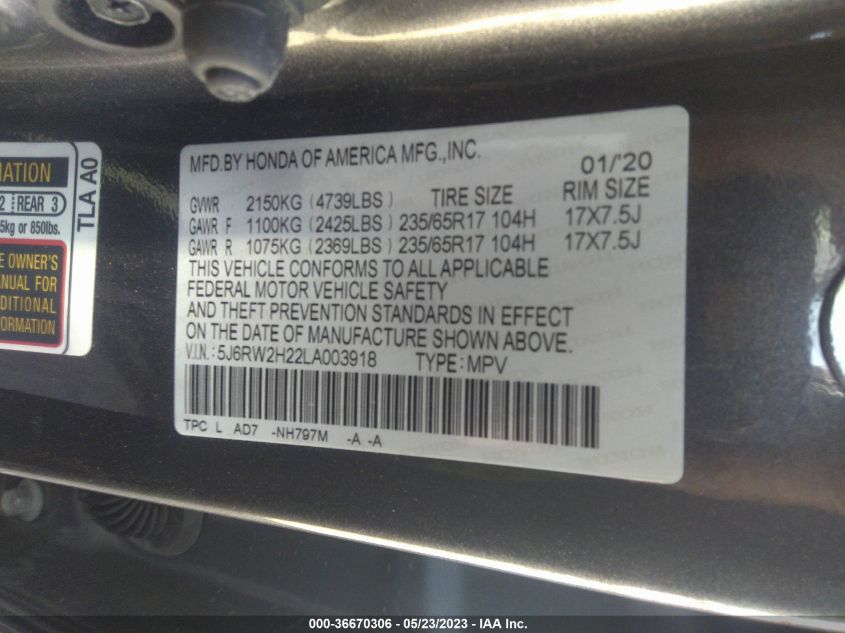 MFD.BY HONDA OF AMERICA MFG.,INC. 01/'20
GVWR 2150KG (4739LBS) TIRE SIZE RIM SIZE
GAWR F 1100KG (2425LBS) 235/65R17 104H 17X7.5J
GAWR R 1075KG (2369LBS) 235/65R17 104H 17X7.5J
THIS VEHICLE CONFORMS TO ALL APPLICABLE
FEDERAL MOTOR VEHICLE SAFETY
AND THEFT PREVENTION STANDARDS IN EFFECT
ON THE DATE OF MANUFACTURE SHOWN ABOVE.
V.I.N.: 5J6RW2H22LA003918 TYPE: MPV
TPC L AD7 -NH797M -A -A
2 REAR 3
5kg or 850lbs.
OWNER'S
FOR
TLA A0
000-36670306 - 05/23/2023 - IAA Inc.